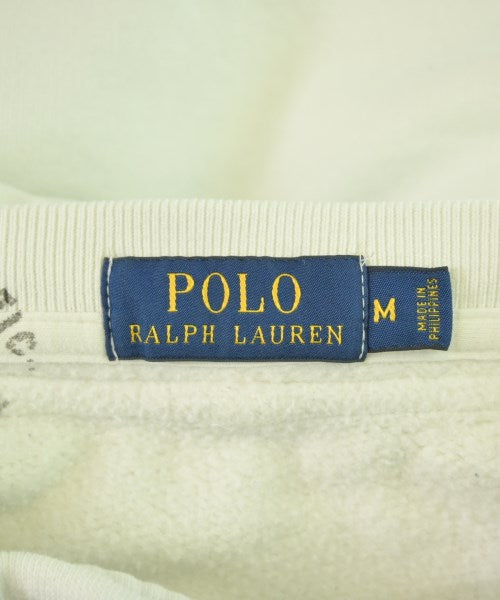 POLO
RALPH LAUREN
M
MADE IN
PHILIPPINES